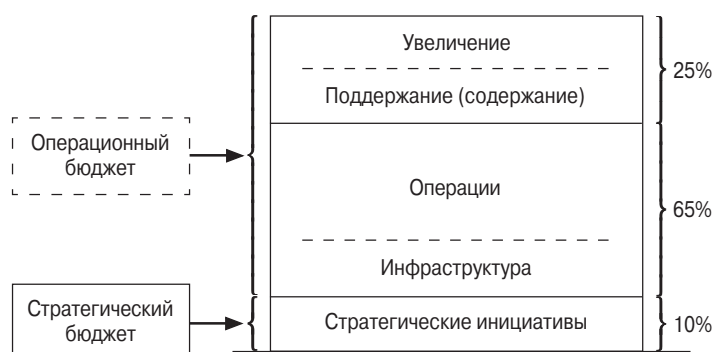 Увеличение
25%
Поддержание (содержание)
Операционный
бюджет
Операции
65%
Инфраструктура
Стратегический
бюджет
Стратегические инициативы
10%